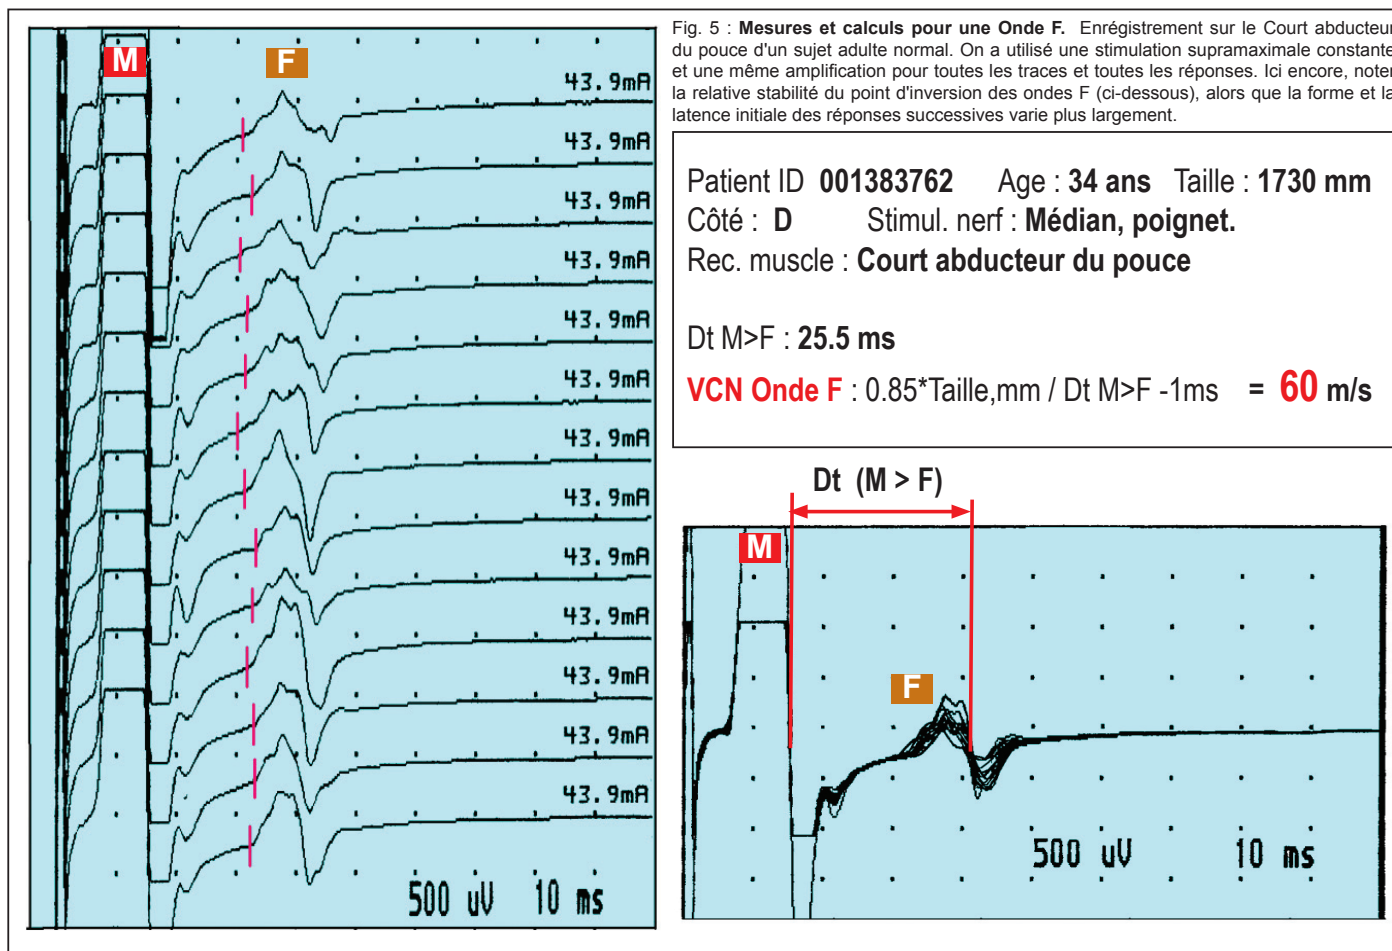 Fig. 5 : Mesures et calculs pour une Onde F. Enrégistrement sur le Court abducteur
du pouce d'un sujet adulte normal. On a utilisé une stimulation supramaximale constante
et une même amplification pour toutes les traces et toutes les réponses. Ici encore, noter
la relative stabilité du point d'inversion des ondes F (ci-dessous), alors que la forme et la
latence initiale des réponses successives varie plus largement.
M
F
43.9mA
43.9mA
43.9mA
43.9mA
43.9mA
43.9mA
43.9mA
43.9mA
43.9mA
43.9mA
43.9mA
43.9mA
43.9mA
500 uV 10 ms
Patient ID 001383762 Age : 34 ans Taille : 1730 mm
Côté : D Stimul. nerf : Médian, poignet.
Rec. muscle : Court abducteur du pouce
Dt M>F : 25.5 ms
VCN Onde F : 0.85*Taille,mm / Dt M>F -1ms = 60 m/s
Dt (M > F)
M
F
500 uV 10 ms